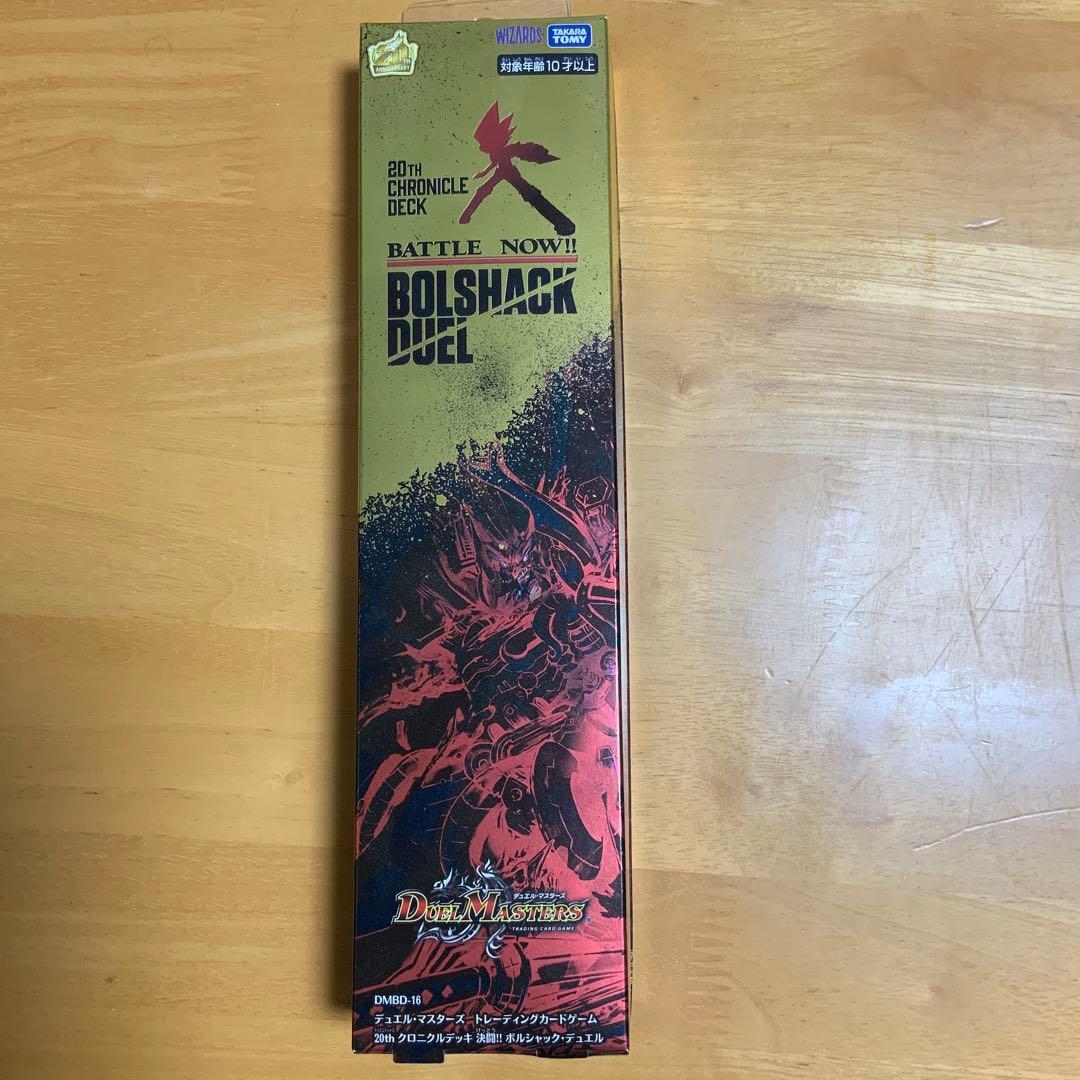 20TH
ANNIVERSARY
WIZARDS
TAKARA
TOMY
対象年齢10才以上
20TH
CHRONICLE
DECK
BATTLE NOW!!
BOLSHACK
DUEL
デュエル・マスターズ
DUEL MASTERS
TRADING CARD GAME
DMBD-16
デュエル・マスターズ トレーディングカードゲーム
20th クロニクルデッキ 決闘!! ボルシャック・デュエル